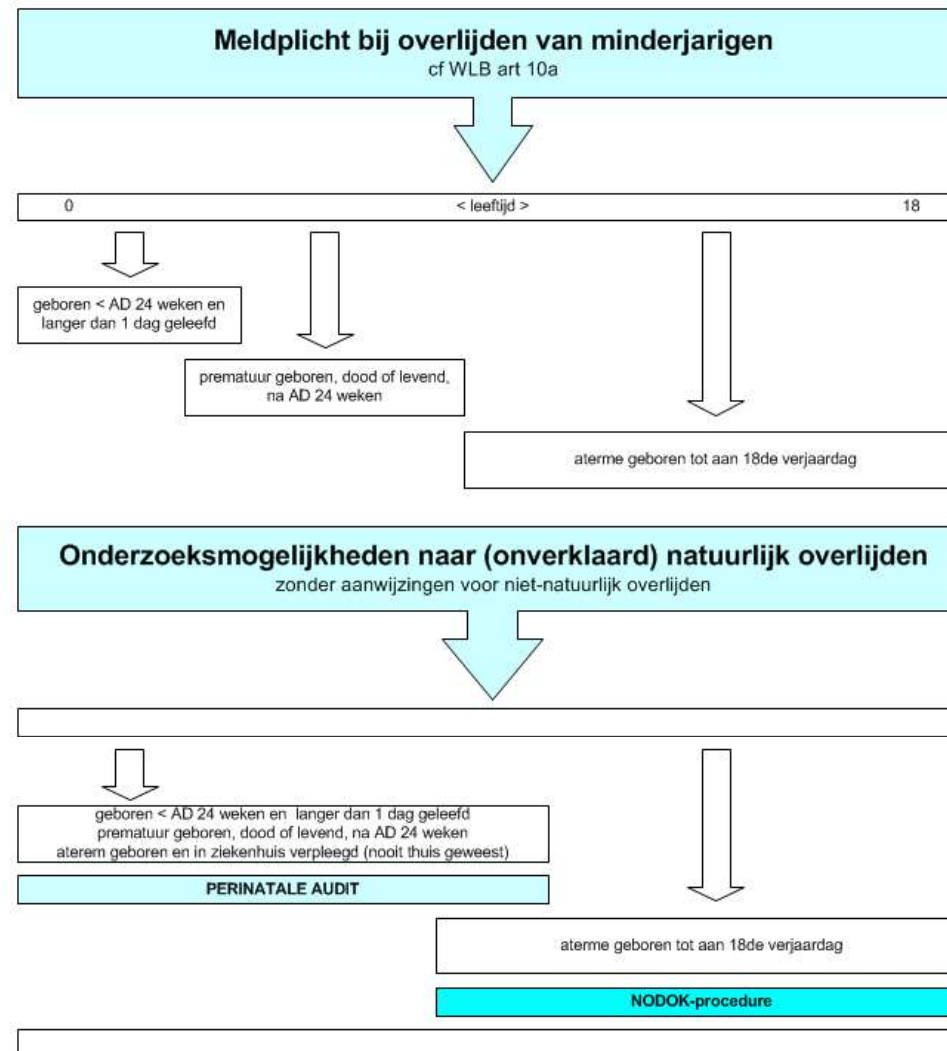 Meldplicht bij overlijden van minderjarigen
cf WLB art 10a
0 < leeftijd > 18
geboren < AD 24 weken en
langer dan 1 dag geleefd
prematuur geboren, dood of levend,
na AD 24 weken
aterme geboren tot aan 18de verjaardag
Onderzoeksmogelijkheden naar (onverklaard) natuurlijk overlijden
zonder aanwijzingen voor niet-natuurlijk overlijden
geboren < AD 24 weken en langer dan 1 dag geleefd
prematuur geboren, dood of levend, na AD 24 weken
aterem geboren en in ziekenhuis verpleegd (nooit thuis geweest)
PERINATALE AUDIT
aterme geboren tot aan 18de verjaardag
NODOK-procedure